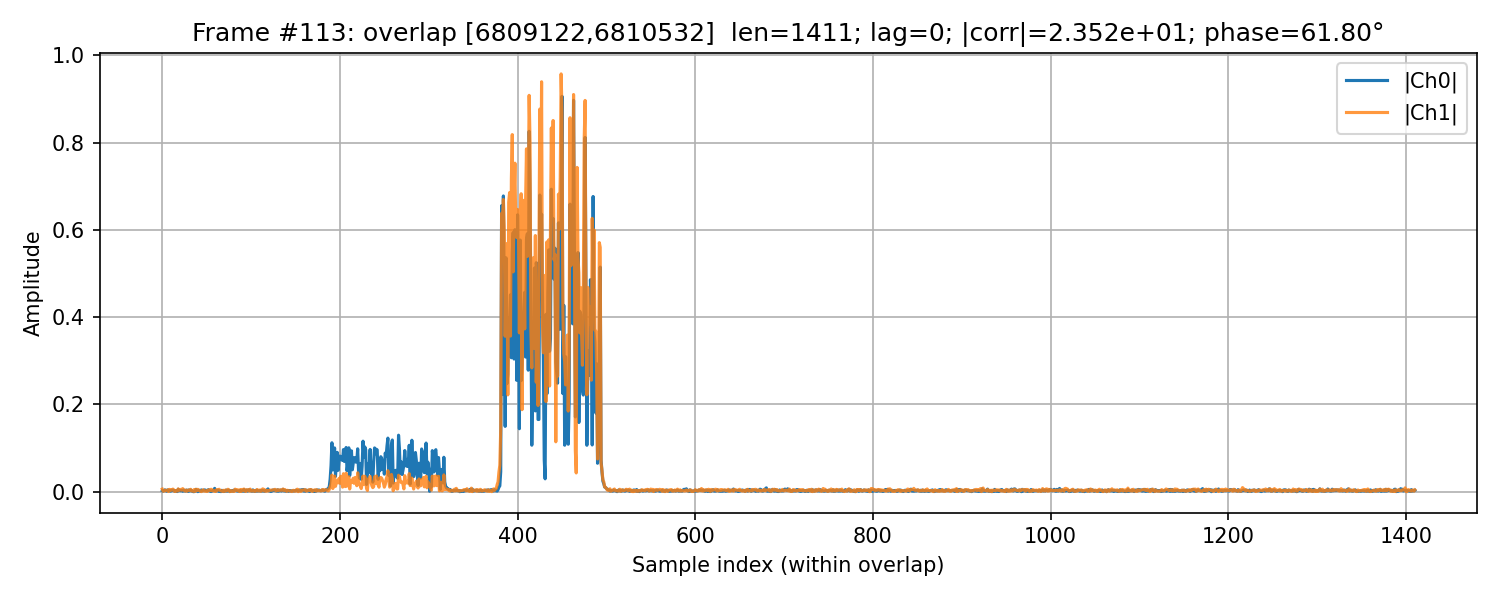 Frame #113: overlap [6809122,6810532]  len=1411; lag=0; |corr|=2.352e+01; phase=61.80°
1.0
0.8
0.6
0.4
0.2
0.0
Amplitude
|Ch0|
|Ch1|
0 200 400 600 800 1000 1200 1400
Sample index (within overlap)